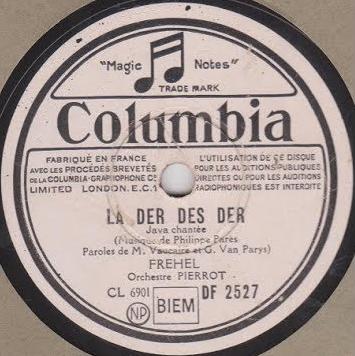 "Magic Notes"
TRADE MARK
Columbia
FABRIQUÉ EN FRANCE
AVEC LES PROCÉDÉS BREVETÉS
DE LA COLUMBIA-GRAPHOPHONE Cº
LIMITED LONDON. E.C.1
L'UTILISATION DE CE DISQUE
POUR LES AUDITIONS PUBLIQUES
DIRECTES OU POUR LES AUDITIONS
RADIOPHONIQUES EST INTERDITE
LA DER DES DER
Java chantée
(Musique de Philippe Parès
Paroles de M. Vaucaire et G. Van Parys)
FREHEL
Orchestre PIERROT
CL 6901 NP BIEM DF 2527